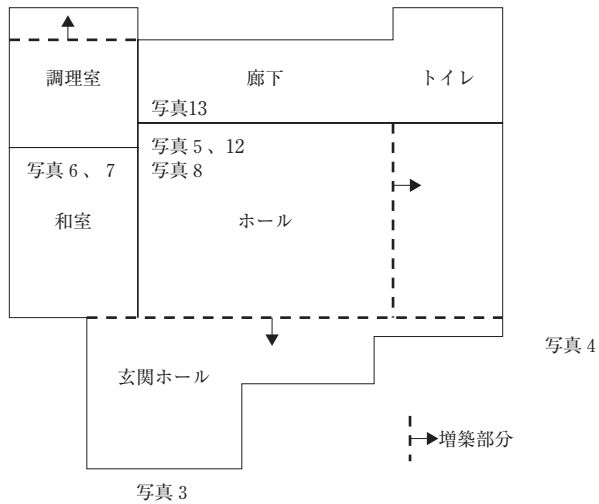 調理室
廊下
トイレ
写真13
写真5、12
写真6、7
写真8
和室
ホール
写真4
玄関ホール
増築部分
写真3